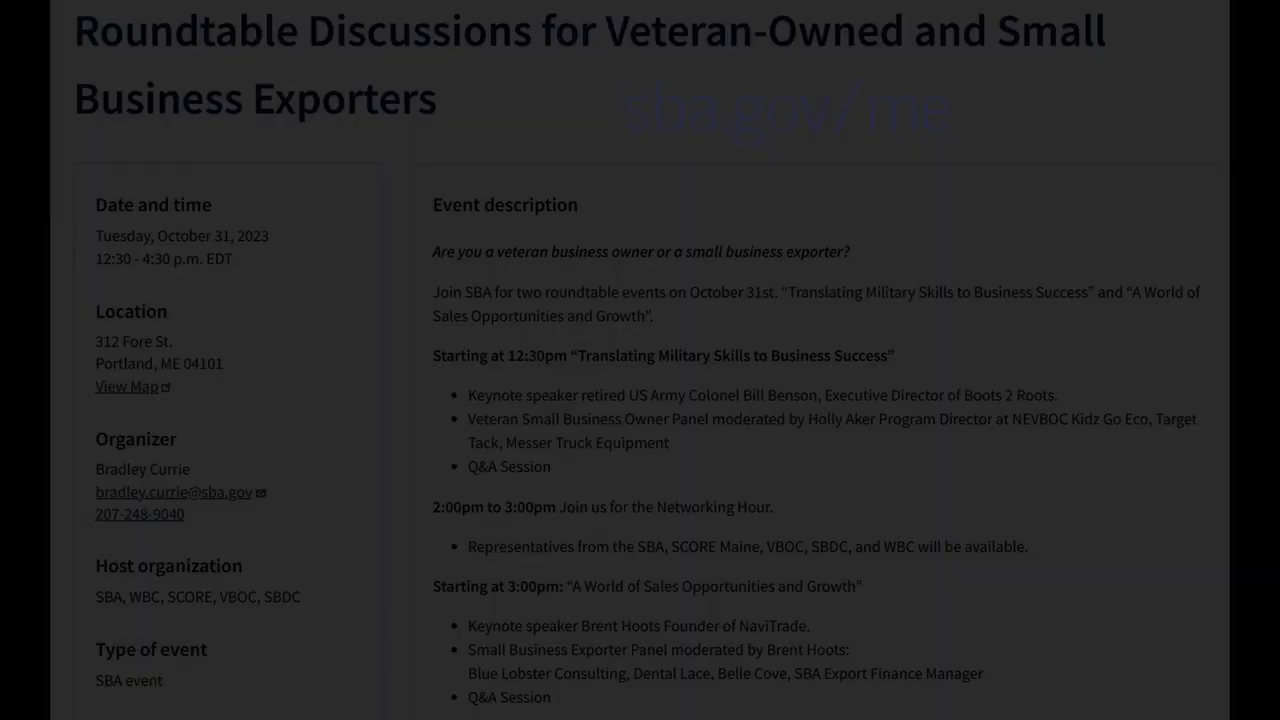 Roundtable Discussions for Veteran-Owned and Small
Business Exporters
sba.gov/me
Date and time
Tuesday, October 31, 2023
12:30 - 4:30 p.m. EDT
Location
312 Fore St.
Portland, ME 04101
View Map
Organizer
Bradley Currie
bradley.currie@sba.gov
207-248-9040
Host organization
SBA, WBC, SCORE, VBOC, SBDC
Type of event
SBA event
Event description
Are you a veteran business owner or a small business exporter?
Join SBA for two roundtable events on October 31st. “Translating Military Skills to Business Success” and “A World of
Sales Opportunities and Growth”.
Starting at 12:30pm “Translating Military Skills to Business Success”
• Keynote speaker retired US Army Colonel Bill Benson, Executive Director of Boots 2 Roots.
• Veteran Small Business Owner Panel moderated by Holly Aker Program Director at NEVBOC Kidz Go Eco, Target
Tack, Messer Truck Equipment
• Q&A Session
2:00pm to 3:00pm Join us for the Networking Hour.
• Representatives from the SBA, SCORE Maine, VBOC, SBDC, and WBC will be available.
Starting at 3:00pm: “A World of Sales Opportunities and Growth”
• Keynote speaker Brent Hoots Founder of NaviTrade.
• Small Business Exporter Panel moderated by Brent Hoots:
Blue Lobster Consulting, Dental Lace, Belle Cove, SBA Export Finance Manager
• Q&A Session